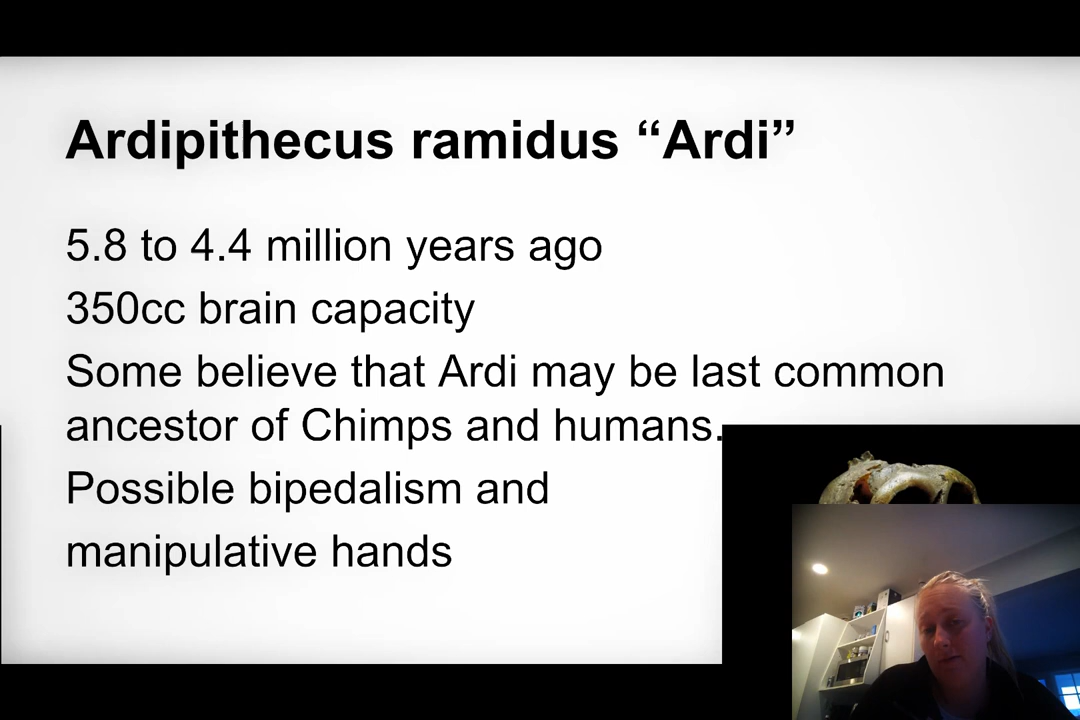 Ardipithecus ramidus “Ardi”
5.8 to 4.4 million years ago
350cc brain capacity
Some believe that Ardi may be last common
ancestor of Chimps and humans.
Possible bipedalism and
manipulative hands